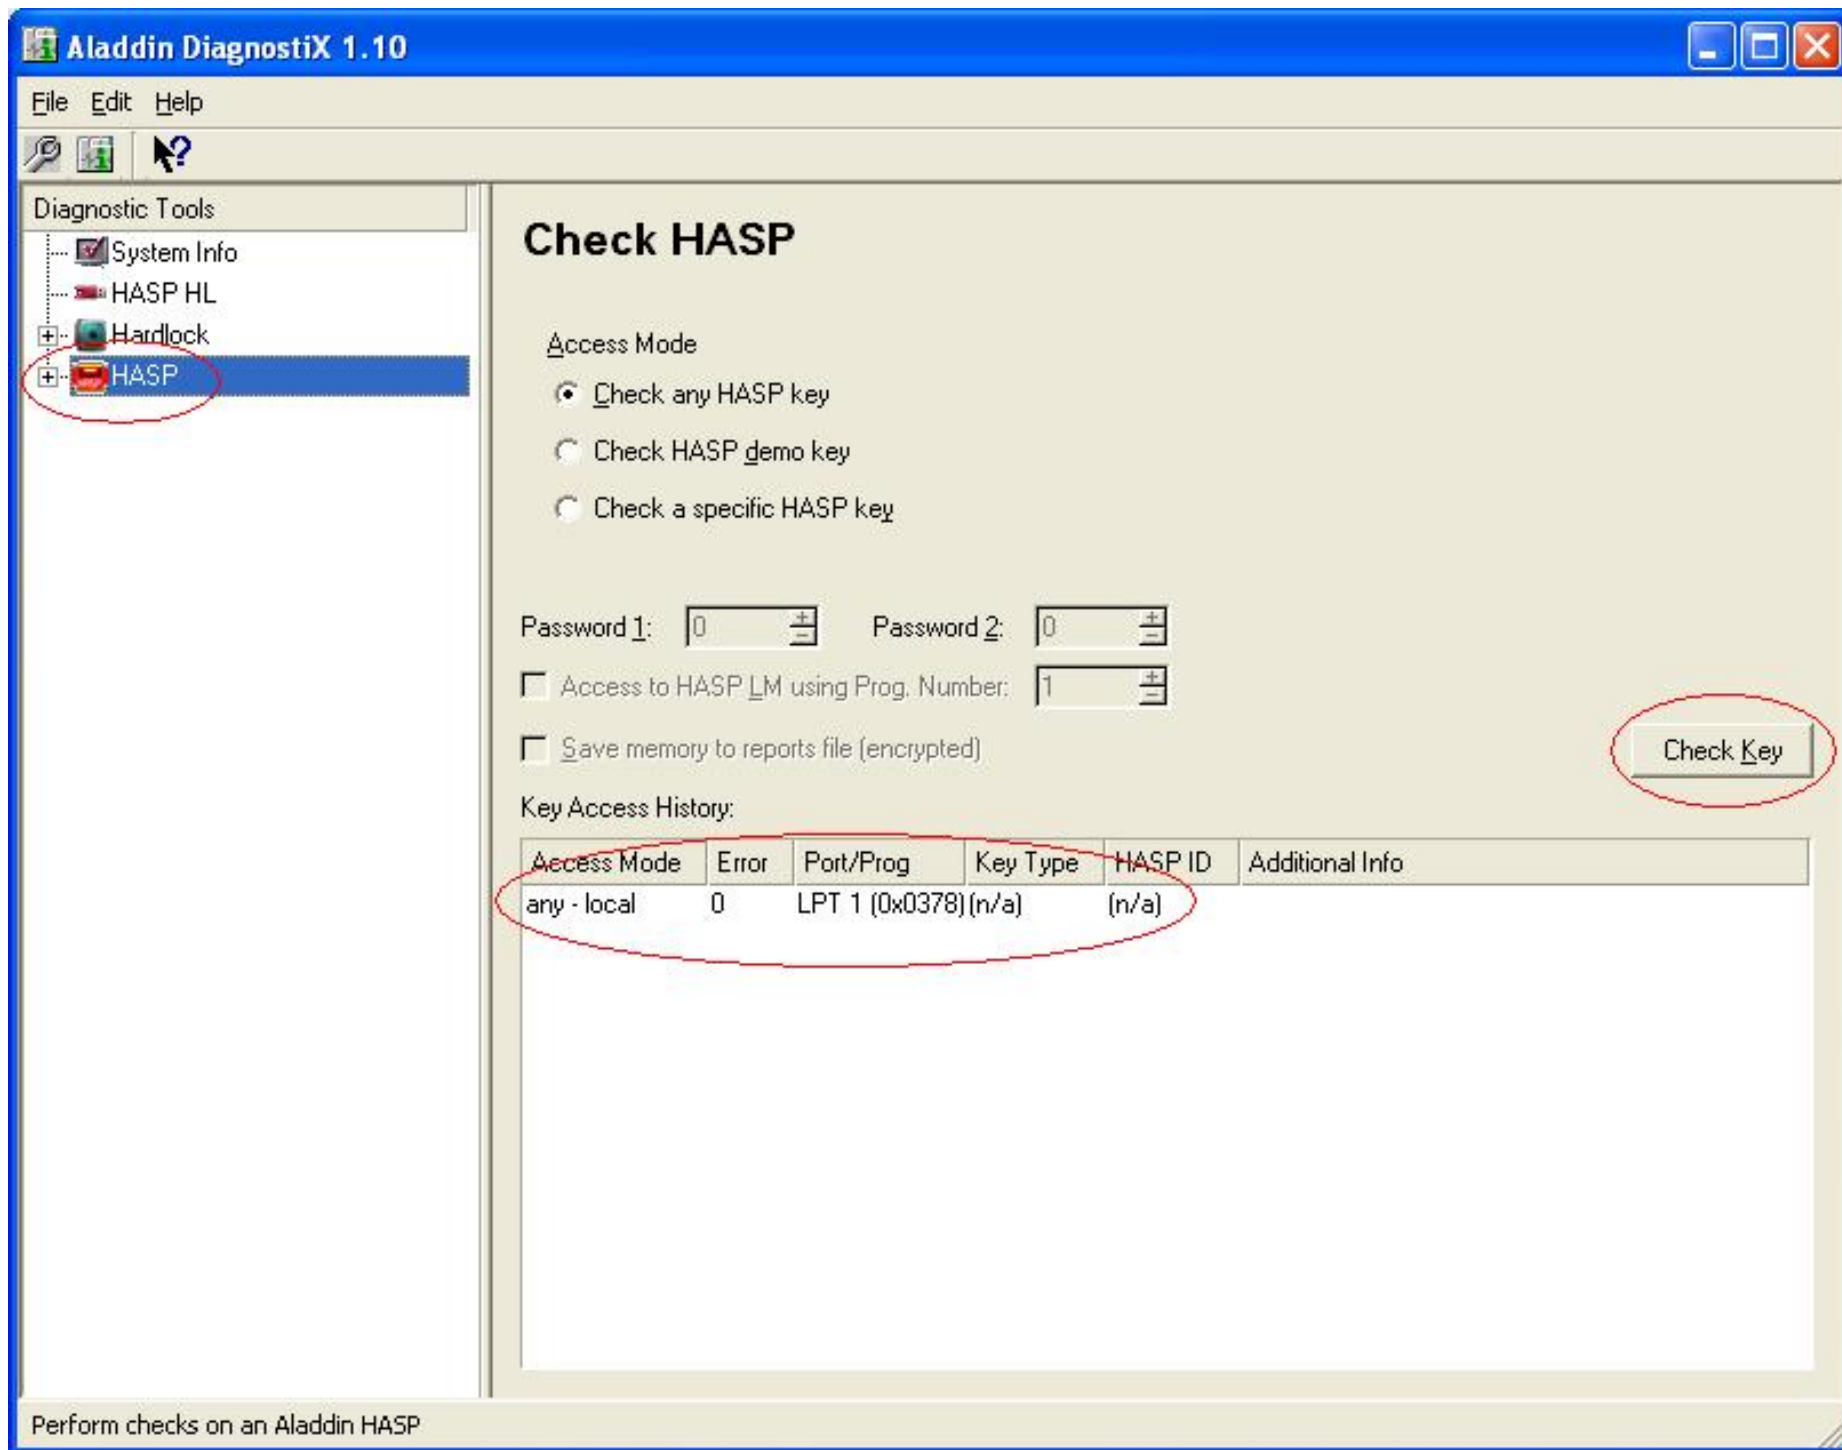 Aladdin DiagnostiX 1.10
File Edit Help
Diagnostic Tools
System Info
HASP HL
Hardlock
HASP
Check HASP
Access Mode
Check any HASP key
Check HASP demo key
Check a specific HASP key
Password 1: 0 Password 2: 0
Access to HASP LM using Prog. Number: 1
Save memory to reports file (encrypted)
Check Key
Key Access History:
Access Mode Error Port/Prog Key Type HASP ID Additional Info
any - local 0 LPT 1 (0x0378) (n/a) (n/a)
Perform checks on an Aladdin HASP